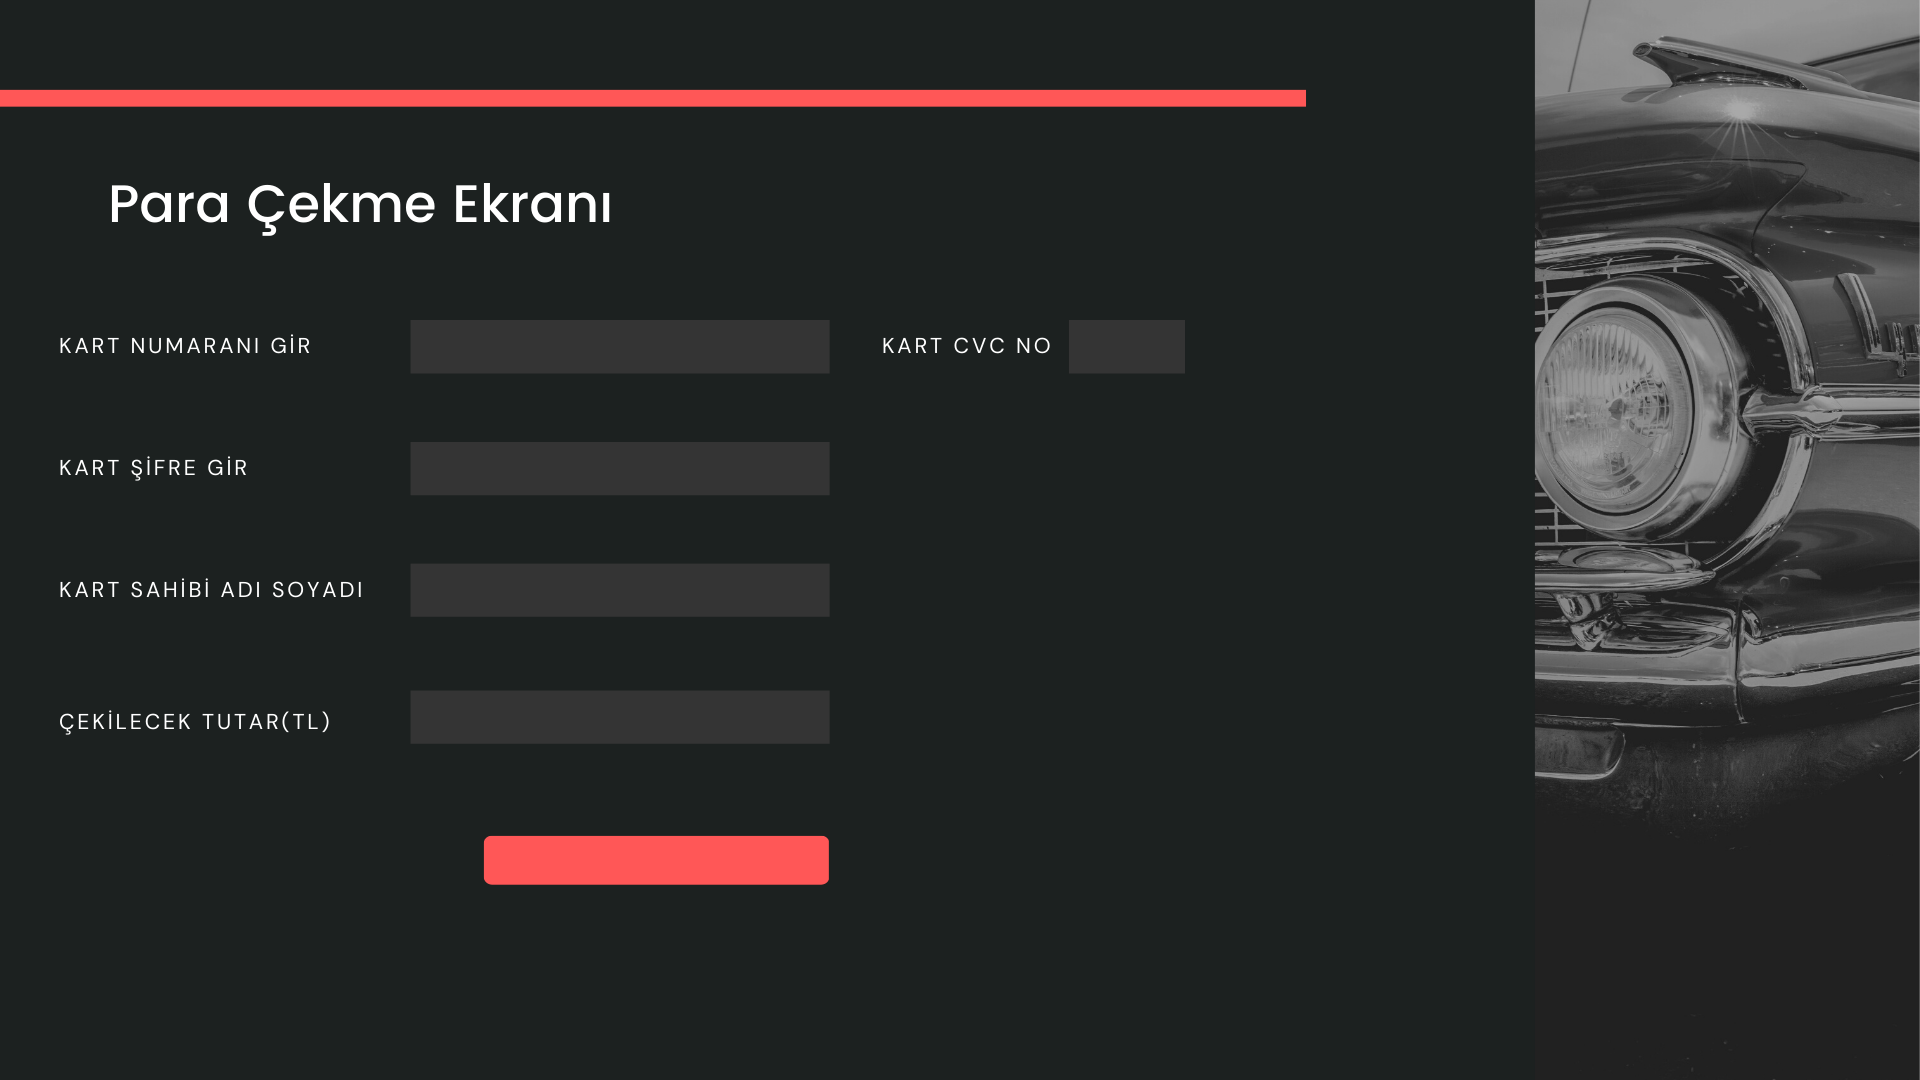 Para Çekme Ekranı
KART NUMARANI GİR
KART CVC NO
KART ŞİFRE GİR
KART SAHİBİ ADI SOYADI
ÇEKİLECEK TUTAR(TL)